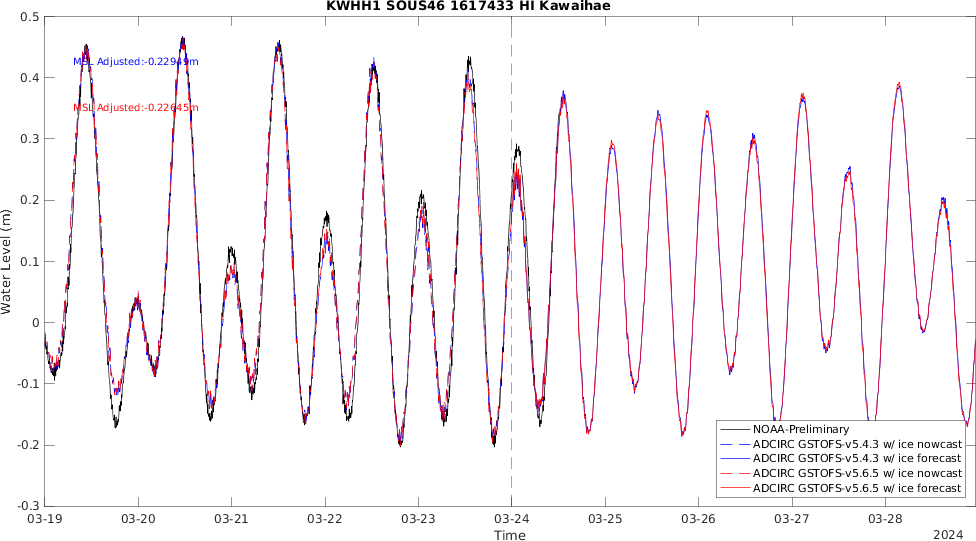 KWHH1 SOUS46 1617433 HI Kawaihae
0.5
0.4
0.3
0.2
0.1
0
-0.1
-0.2
-0.3
Water Level (m)
MSL Adjusted:-0.22949m
MSL Adjusted:-0.22645m
NOAA-Preliminary
ADCIRC GSTOFS-v5.4.3 w/ ice nowcast
ADCIRC GSTOFS-v5.4.3 w/ ice forecast
ADCIRC GSTOFS-v5.6.5 w/ ice nowcast
ADCIRC GSTOFS-v5.6.5 w/ ice forecast
03-19 03-20 03-21 03-22 03-23 03-24 03-25 03-26 03-27 03-28
Time
2024